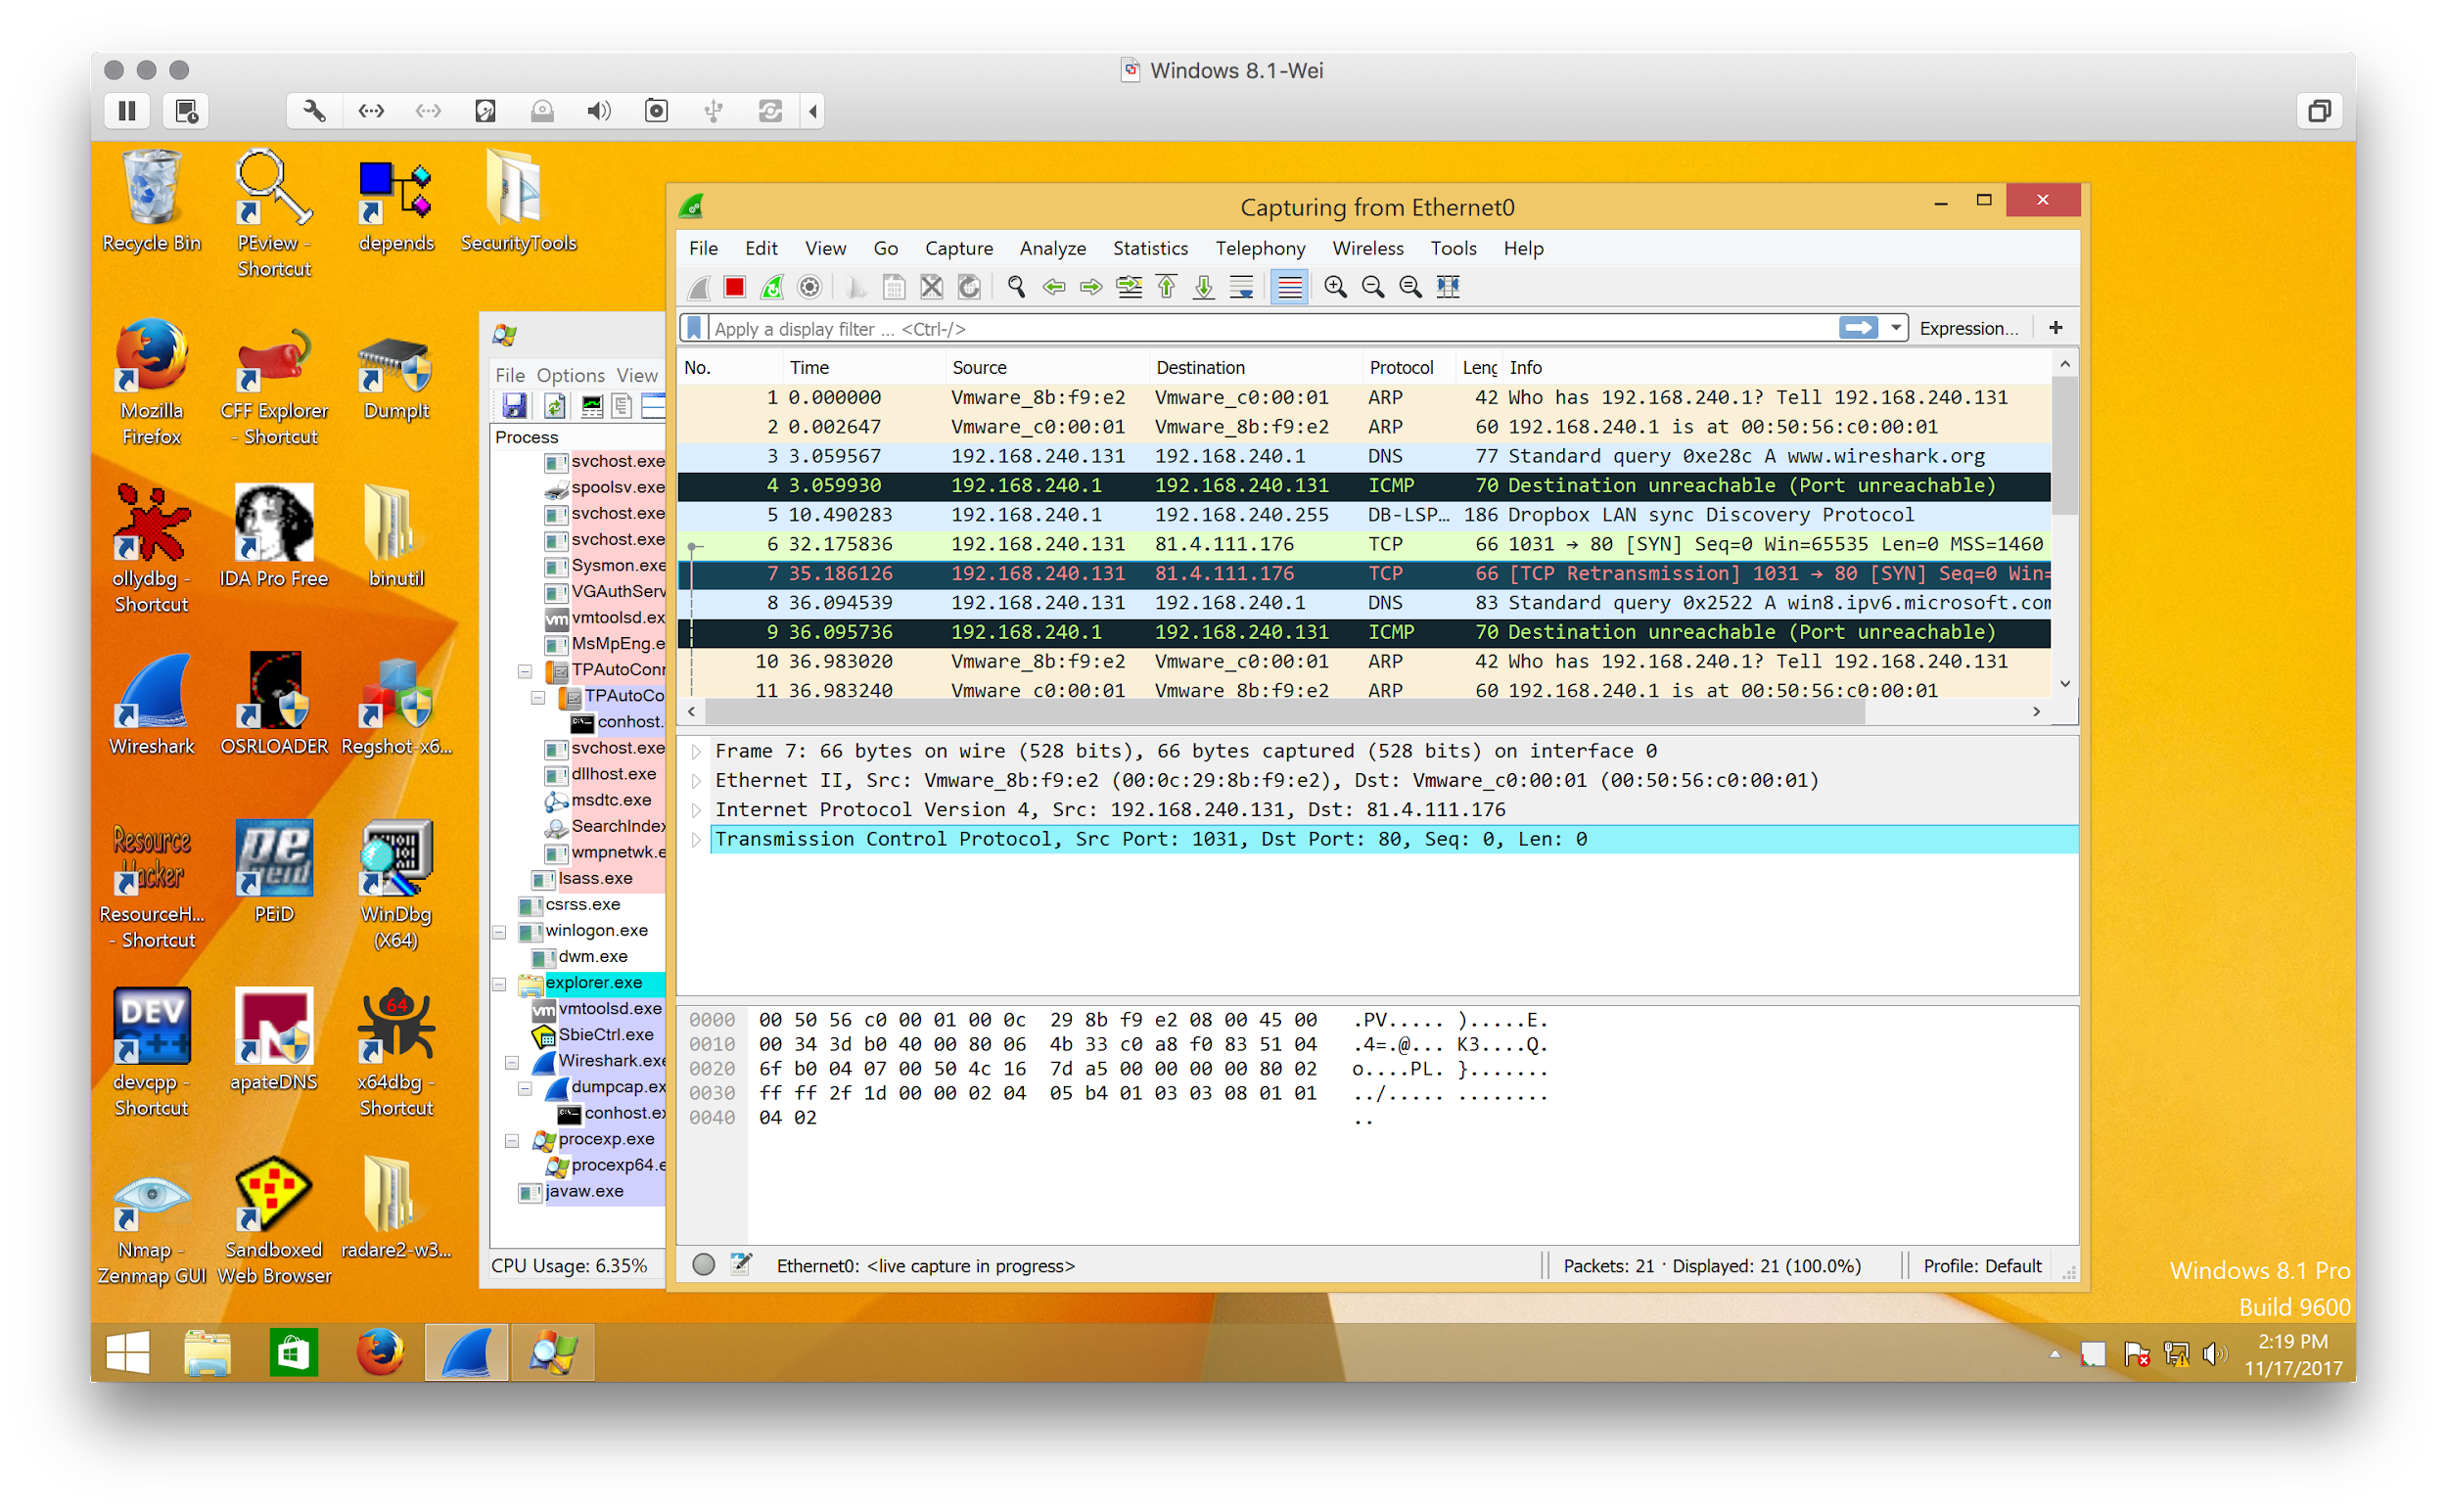 Windows 8.1-Wei
Recycle Bin
PEview -
Shortcut
depends
SecurityTools
Mozilla
Firefox
CFF Explorer
- Shortcut
DumpIt
ollydbg -
Shortcut
IDA Pro Free
binutil
Wireshark
OSRLOADER
Regshot-x6...
Resource
Hacker
ResourceH...
- Shortcut
PEiD
WinDbg
(X64)
DEV
C++
devcpp -
Shortcut
apateDNS
64
x64dbg -
Shortcut
Nmap -
Zenmap GUI
Sandboxed
Web Browser
radare2-w3...
File Options View
Process
svchost.exe
spoolsv.exe
svchost.exe
svchost.exe
Sysmon.exe
VGAuthServ
vmtoolsd.ex
MsMpEng.e
TPAutoConn
TPAutoCo
conhost.
svchost.exe
dllhost.exe
msdtc.exe
SearchIndex
wmpnetwk.e
lsass.exe
csrss.exe
winlogon.exe
dwm.exe
explorer.exe
vmtoolsd.exe
SbieCtrl.exe
Wireshark.exe
dumpcap.ex
conhost.ex
procexp.exe
procexp64.e
javaw.exe
CPU Usage: 6.35%
Capturing from Ethernet0
File Edit View Go Capture Analyze Statistics Telephony Wireless Tools Help
Apply a display filter ... <Ctrl-/> Expression... +
No. Time Source Destination Protocol Leng Info
1 0.000000 Vmware_8b:f9:e2 Vmware_c0:00:01 ARP 42 Who has 192.168.240.1? Tell 192.168.240.131
2 0.002647 Vmware_c0:00:01 Vmware_8b:f9:e2 ARP 60 192.168.240.1 is at 00:50:56:c0:00:01
3 3.059567 192.168.240.131 192.168.240.1 DNS 77 Standard query 0xe28c A www.wireshark.org
4 3.059930 192.168.240.1 192.168.240.131 ICMP 70 Destination unreachable (Port unreachable)
5 10.490283 192.168.240.1 192.168.240.255 DB-LSP... 186 Dropbox LAN sync Discovery Protocol
6 32.175836 192.168.240.131 81.4.111.176 TCP 66 1031 → 80 [SYN] Seq=0 Win=65535 Len=0 MSS=1460
7 35.186126 192.168.240.131 81.4.111.176 TCP 66 [TCP Retransmission] 1031 → 80 [SYN] Seq=0 Win=
8 36.094539 192.168.240.131 192.168.240.1 DNS 83 Standard query 0x2522 A win8.ipv6.microsoft.com
9 36.095736 192.168.240.1 192.168.240.131 ICMP 70 Destination unreachable (Port unreachable)
10 36.983020 Vmware_8b:f9:e2 Vmware_c0:00:01 ARP 42 Who has 192.168.240.1? Tell 192.168.240.131
11 36.983240 Vmware_c0:00:01 Vmware_8b:f9:e2 ARP 60 192.168.240.1 is at 00:50:56:c0:00:01
Frame 7: 66 bytes on wire (528 bits), 66 bytes captured (528 bits) on interface 0
Ethernet II, Src: Vmware_8b:f9:e2 (00:0c:29:8b:f9:e2), Dst: Vmware_c0:00:01 (00:50:56:c0:00:01)
Internet Protocol Version 4, Src: 192.168.240.131, Dst: 81.4.111.176
Transmission Control Protocol, Src Port: 1031, Dst Port: 80, Seq: 0, Len: 0
0000 00 50 56 c0 00 01 00 0c 29 8b f9 e2 08 00 45 00 .PV..... ).....E.
0010 00 34 3d b0 40 00 80 06 4b 33 c0 a8 f0 83 51 04 .4=.@... K3....Q.
0020 6f b0 04 07 00 50 4c 16 7d a5 00 00 00 00 80 02 o....PL. }.......
0030 ff ff 2f 1d 00 00 02 04 05 b4 01 03 03 08 01 01 ../..... ........
0040 04 02 ..
Ethernet0: <live capture in progress> Packets: 21 · Displayed: 21 (100.0%) Profile: Default
Windows 8.1 Pro
Build 9600
2:19 PM
11/17/2017